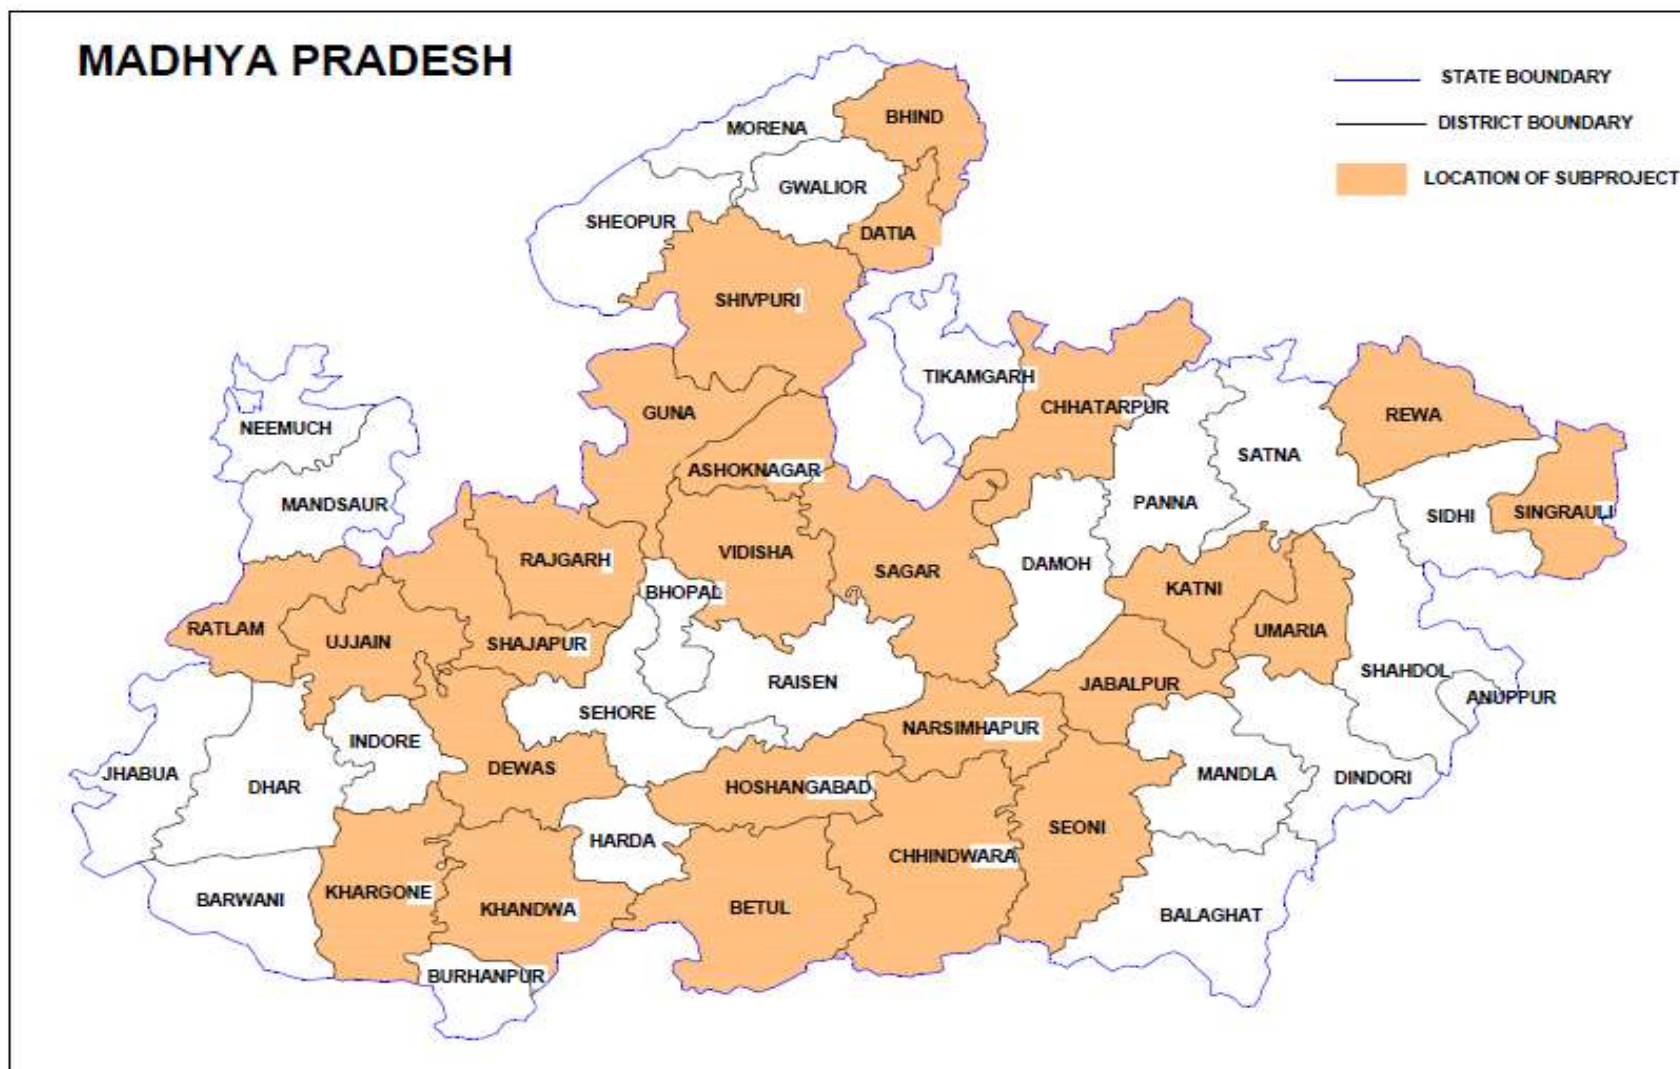 MADHYA PRADESH
STATE BOUNDARY
DISTRICT BOUNDARY
LOCATION OF SUBPROJECT
BHIND
MORENA
GWALIOR
SHEOPUR
DATIA
SHIVPURI
TIKAMGARH
CHHATARPUR
GUNA
REWA
NEEMUCH
SATNA
ASHOKNAGAR
MANDSAUR
PANNA
SIDHI
SINGRAULI
VIDISHA
RAJGARH
SAGAR
DAMOH
BHOPAL
KATNI
RATLAM
UJJAIN
SHAJAPUR
UMARIA
SHAHDOL
RAISEN
JABALPUR
ANUPPUR
SEHORE
NARSIMHAPUR
INDORE
JHABUA
DHAR
DEWAS
HOSHANGABAD
MANDLA
DINDORI
HARDA
SEONI
CHHINDWARA
BARWANI
KHARGONE
KHANDWA
BETUL
BALAGHAT
BURHANPUR